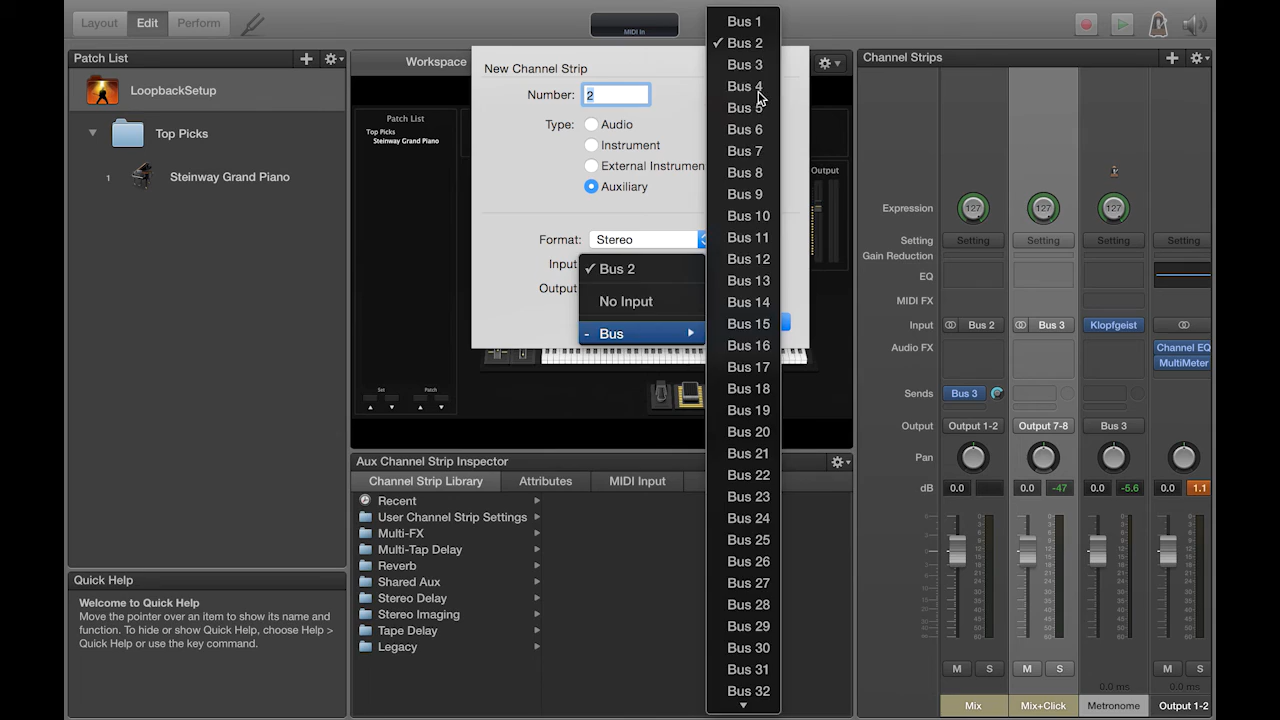 Layout
Edit
Perform
MIDI In
Patch List
LoopbackSetup
Top Picks
1
Steinway Grand Piano
Quick Help
Welcome to Quick Help
Move the pointer over an item to show its name and
function. To hide or show Quick Help, choose Help >
Quick Help or use the key command.
Workspace
Patch List
Top Picks
Steinway Grand Piano
Set
Patch
Output
New Channel Strip
Number: 2
Type:
Audio
Instrument
External Instrumen
Auxiliary
Format: Stereo
Input
Output
✓ Bus 2
No Input
- Bus
Bus 1
✓ Bus 2
Bus 3
Bus 4
Bus 5
Bus 6
Bus 7
Bus 8
Bus 9
Bus 10
Bus 11
Bus 12
Bus 13
Bus 14
Bus 15
Bus 16
Bus 17
Bus 18
Bus 19
Bus 20
Bus 21
Bus 22
Bus 23
Bus 24
Bus 25
Bus 26
Bus 27
Bus 28
Bus 29
Bus 30
Bus 31
Bus 32
Aux Channel Strip Inspector
Channel Strip Library
Attributes
MIDI Input
Recent
User Channel Strip Settings
Multi-FX
Multi-Tap Delay
Reverb
Shared Aux
Stereo Delay
Stereo Imaging
Tape Delay
Legacy
Channel Strips
Expression 127 127 127
Setting Setting Setting Setting Setting
Gain Reduction
EQ
MIDI FX
Input Bus 2 Bus 3 Klopfgeist
Audio FX Channel EQ
MultiMeter
Sends Bus 3
Output Output 1-2 Output 7-8 Bus 3
Pan
dB 0.0 0.0 -47 0.0 -5.6 0.0 1.1
M S M S M S
0.0 ms 0.0 ms
Mix Mix+Click Metronome Output 1-2